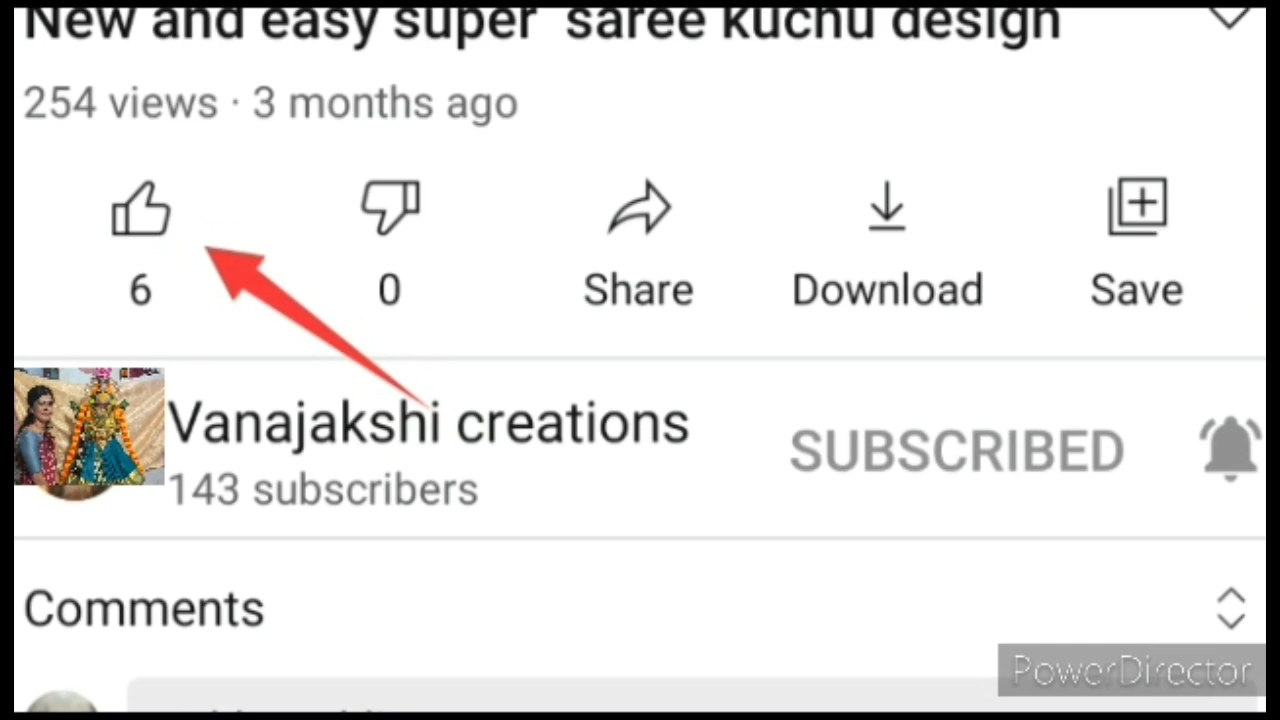 New and easy super saree kuchu design
254 views · 3 months ago
6 0 Share Download Save
Vanajakshi creations
143 subscribers
SUBSCRIBED
Comments
PowerDirector